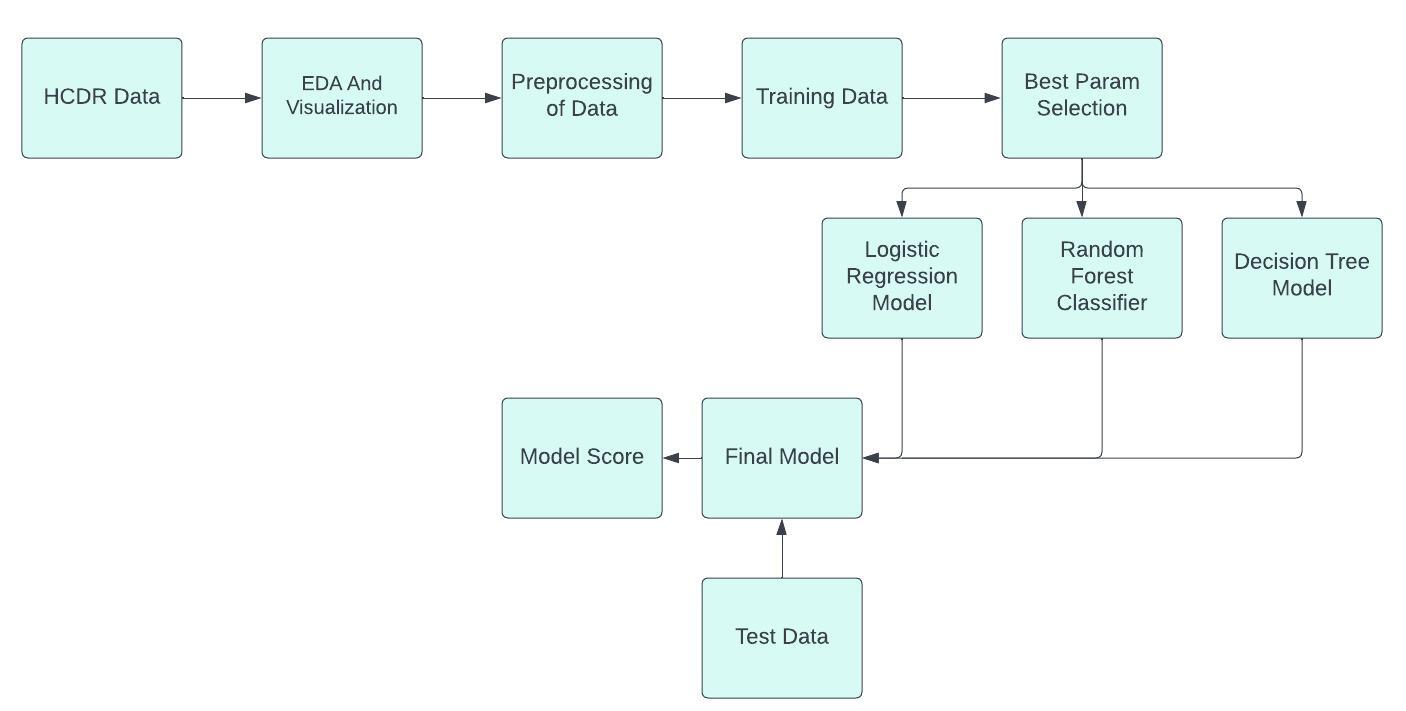 HCDR Data
EDA And
Visualization
Preprocessing
of Data
Training Data
Best Param
Selection
Logistic
Regression
Model
Random
Forest
Classifier
Decision Tree
Model
Model Score
Final Model
Test Data